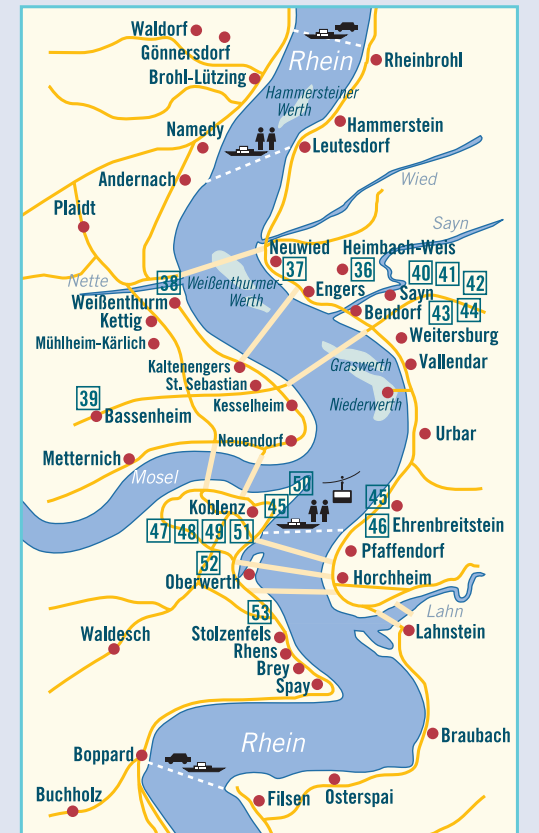 Waldorf
Gönnersdorf
Rhein
Rheinbrohl
Brohl-Lützing
Hammersteiner
Werth
Hammerstein
Namedy
Leutesdorf
Andernach
Wied
Plaidt
Sayn
Neuwied
Heimbach-Weis
37
36
40
41
42
Nette
38
Weißenthurmer-
Werth
Engers
Sayn
Weißenthurm
Bendorf
43
44
Kettig
Weitersburg
Mühlheim-Kärlich
Kaltenengers
Graswerth
Vallendar
St. Sebastian
39
Kesselheim
Niederwerth
Bassenheim
Neuendorf
Urbar
Metternich
Mosel
50
Koblenz
45
45
47
48
49
51
46
Ehrenbreitstein
Pfaffendorf
52
Oberwerth
Horchheim
53
Lahn
Waldesch
Stolzenfels
Lahnstein
Rhens
Brey
Spay
Rhein
Braubach
Boppard
Buchholz
Filsen
Osterspai